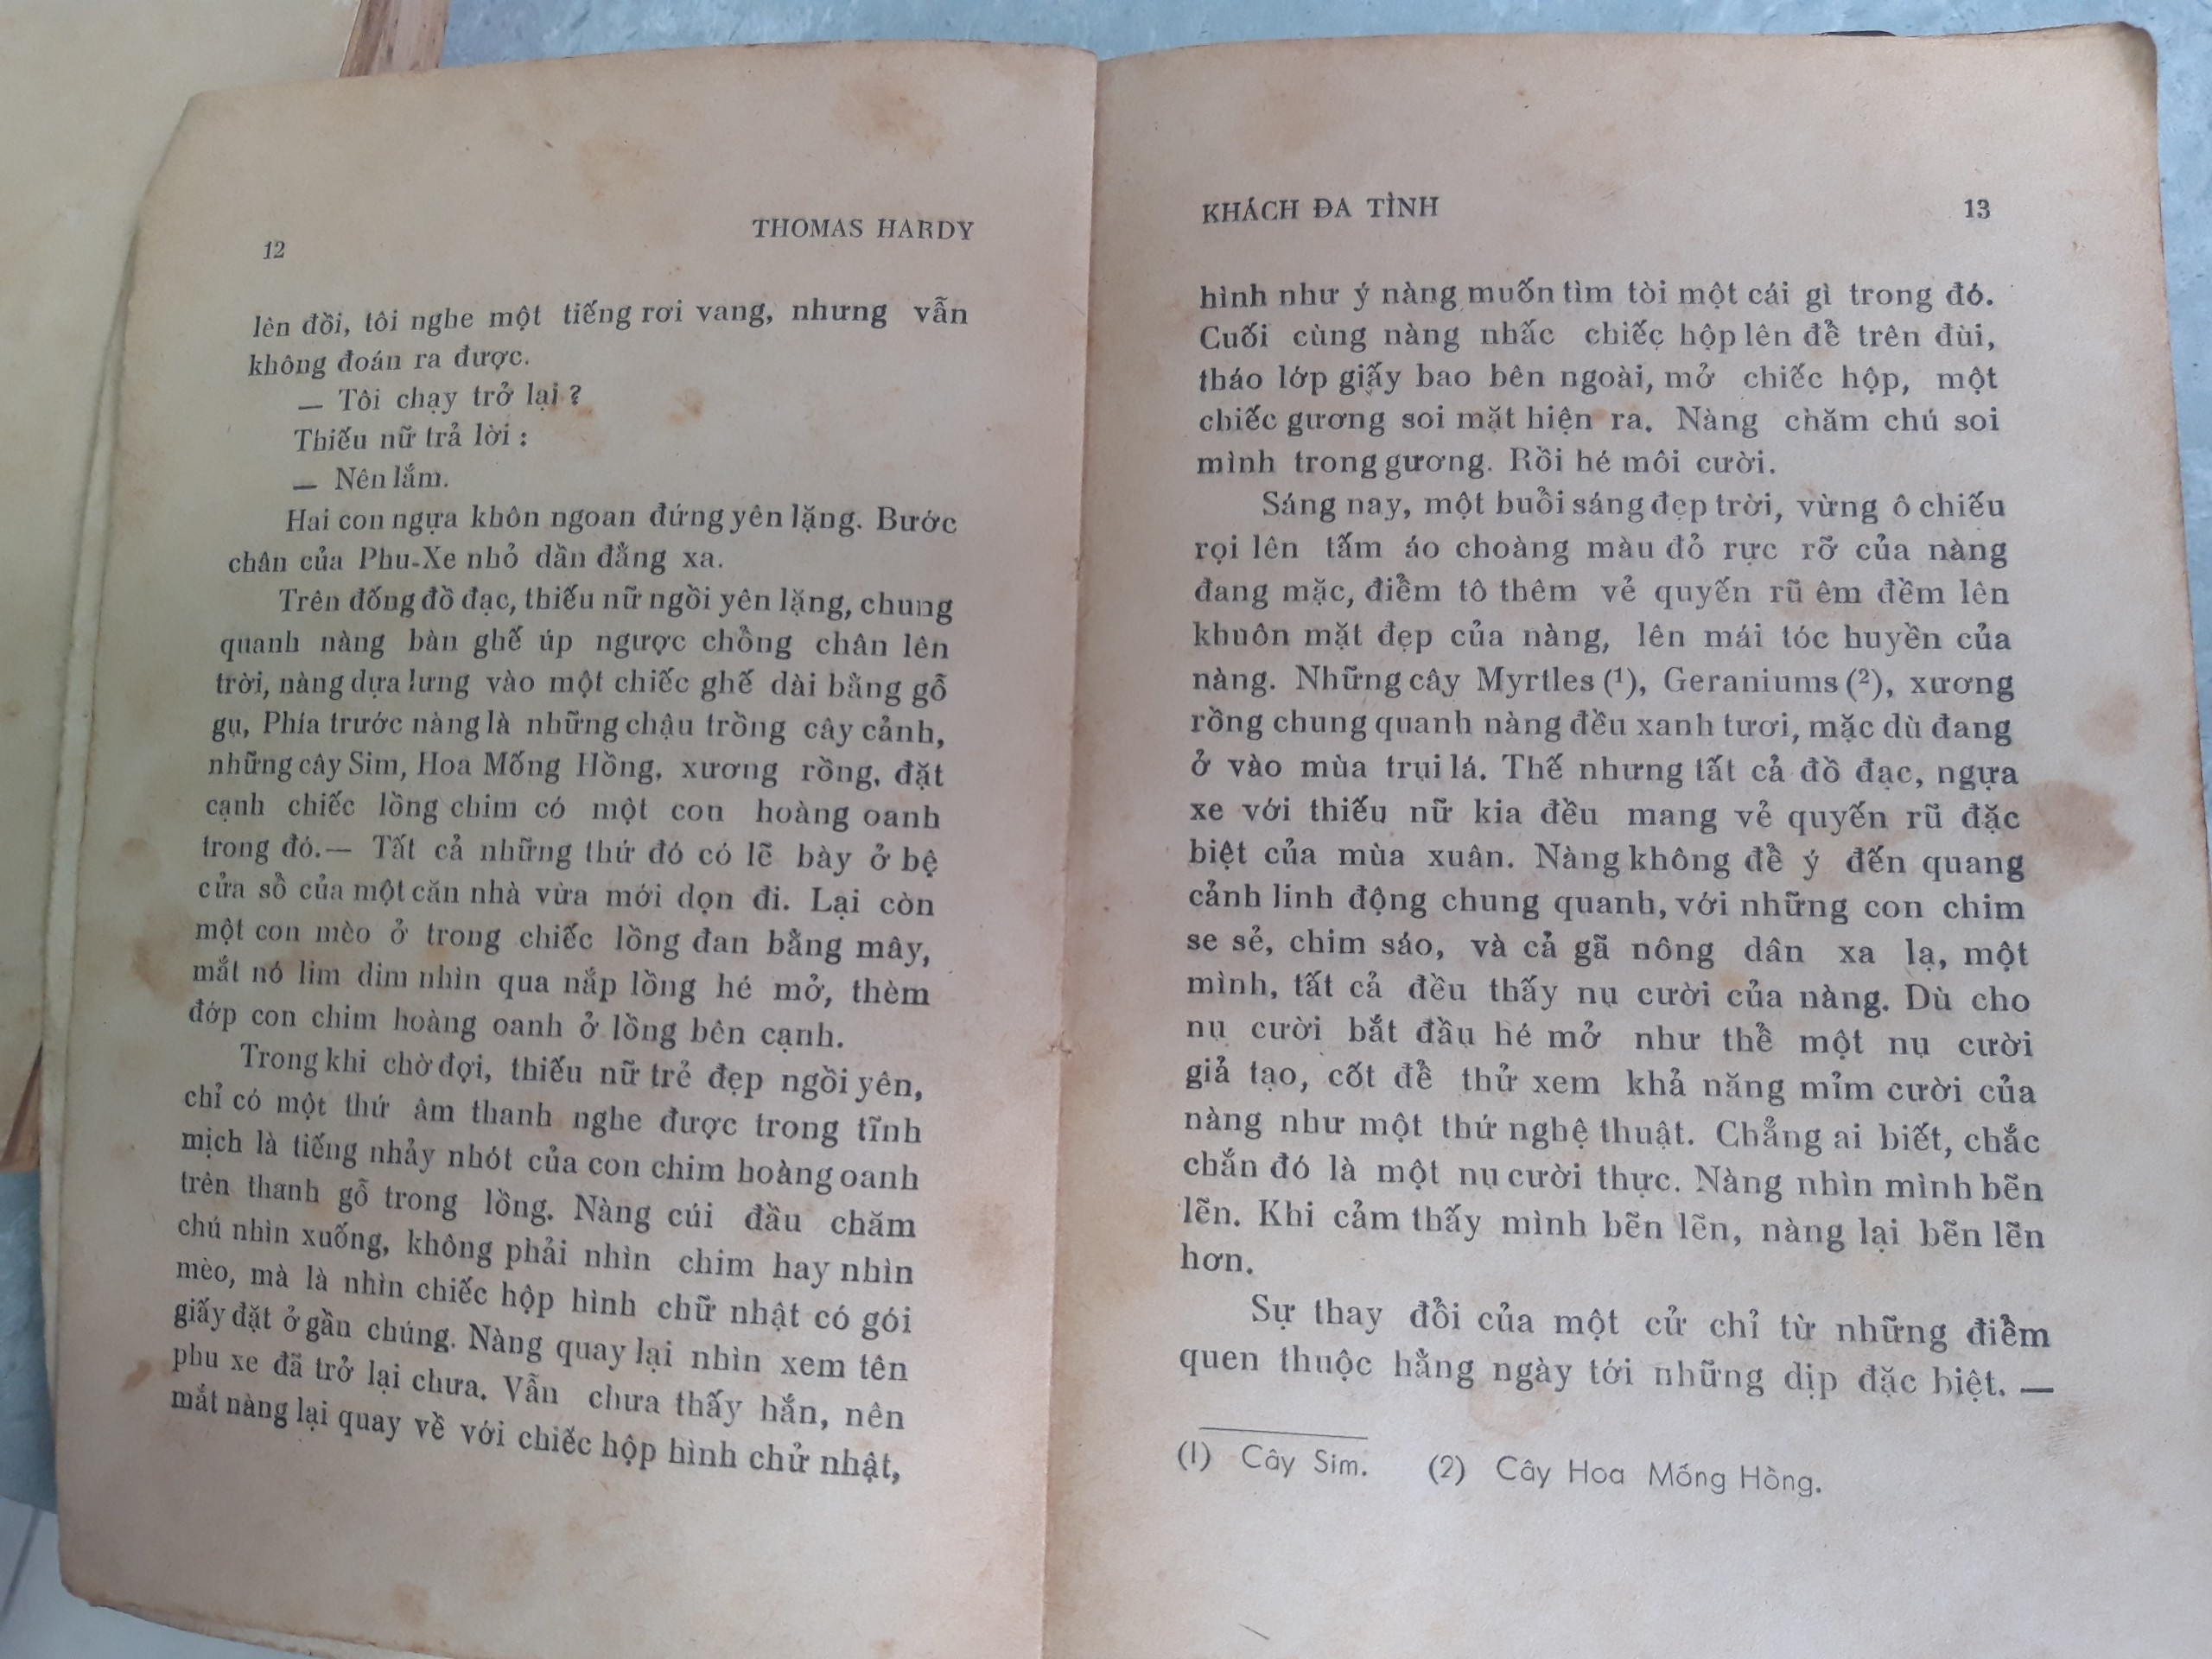 12
THOMAS HARDY
lên đồi, tôi nghe một tiếng rơi vang, nhưng vẫn
không đoán ra được.
— Tôi chạy trở lại ?
Thiếu nữ trả lời :
— Nên lắm.
Hai con ngựa khôn ngoan đứng yên lặng. Bước
chân của Phu-Xe nhỏ dần đằng xa.
Trên đống đồ đạc, thiếu nữ ngồi yên lặng, chung
quanh nàng bàn ghế úp ngược chổng chân lên
trời, nàng dựa lưng vào một chiếc ghế dài bằng gỗ
gụ, Phía trước nàng là những chậu trồng cây cảnh,
những cây Sim, Hoa Mống Hồng, xương rồng, đặt
cạnh chiếc lồng chim có một con hoàng oanh
trong đó.— Tất cả những thứ đó có lẽ bày ở bệ
cửa sổ của một căn nhà vừa mới dọn đi. Lại còn
một con mèo ở trong chiếc lồng đan bằng mây,
mắt nó lim dim nhìn qua nắp lồng hé mở, thèm
đớp con chim hoàng oanh ở lồng bên cạnh.
Trong khi chờ đợi, thiếu nữ trẻ đẹp ngồi yên,
chỉ có một thứ âm thanh nghe được trong tĩnh
mịch là tiếng nhảy nhót của con chim hoàng oanh
trên thanh gỗ trong lồng. Nàng cúi đầu chăm
chú nhìn xuống, không phải nhìn chim hay nhìn
mèo, mà là nhìn chiếc hộp hình chữ nhật có gói
giấy đặt ở gần chúng. Nàng quay lại nhìn xem tên
phu xe đã trở lại chưa. Vẫn chưa thấy hắn, nên
mắt nàng lại quay về với chiếc hộp hình chử nhật,
KHÁCH ĐA TÌNH
13
hình như ý nàng muốn tìm tòi một cái gì trong đó.
Cuối cùng nàng nhấc chiếc hộp lên để trên đùi,
tháo lớp giấy bao bên ngoài, mở chiếc hộp, một
chiếc gương soi mặt hiện ra. Nàng chăm chú soi
mình trong gương. Rồi hé môi cười.
Sáng nay, một buổi sáng đẹp trời, vừng ô chiếu
rọi lên tấm áo choàng màu đỏ rực rỡ của nàng
đang mặc, điểm tô thêm vẻ quyến rũ êm đềm lên
khuôn mặt đẹp của nàng, lên mái tóc huyền của
nàng. Những cây Myrtles (¹), Geraniums (²), xương
rồng chung quanh nàng đều xanh tươi, mặc dù đang
ở vào mùa trụi lá. Thế nhưng tất cả đồ đạc, ngựa
xe với thiếu nữ kia đều mang vẻ quyến rũ đặc
biệt của mùa xuân. Nàng không để ý đến quang
cảnh linh động chung quanh, với những con chim
se sẻ, chim sáo, và cả gã nông dân xa lạ, một
mình, tất cả đều thấy nụ cười của nàng. Dù cho
nụ cười bắt đầu hé mở như thể một nụ cười
giả tạo, cốt để thử xem khả năng mỉm cười của
nàng như một thứ nghệ thuật. Chẳng ai biết, chắc
chắn đó là một nụ cười thực. Nàng nhìn mình bẽn
lẽn. Khi cảm thấy mình bẽn lẽn, nàng lại bẽn lẽn
hơn.
Sự thay đổi của một cử chỉ từ những điểm
quen thuộc hằng ngày tới những dịp đặc biệt. —
(1) Cây Sim. (2) Cây Hoa Mống Hồng.